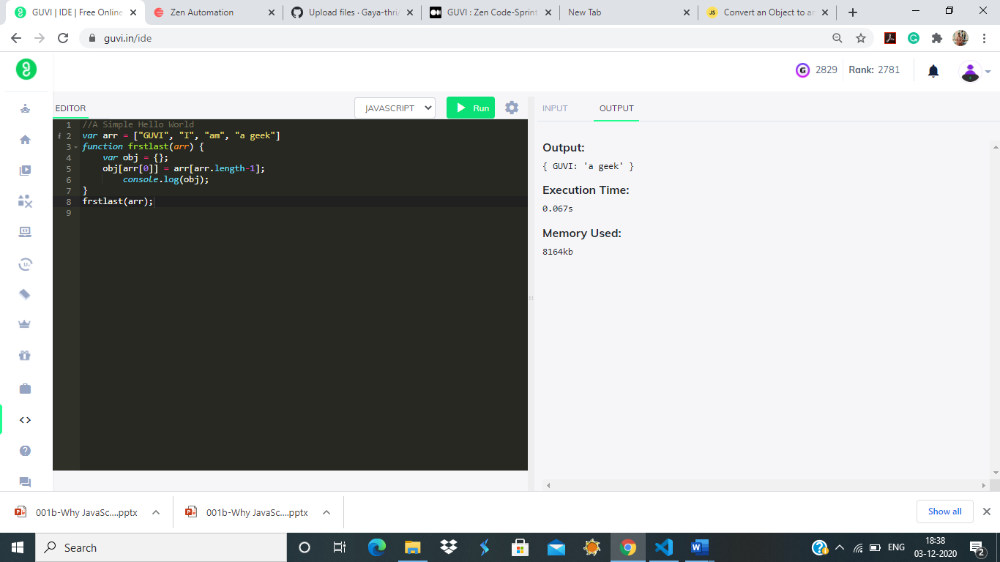 GUVI | IDE | Free Online
Zen Automation
Upload files · Gaya-thri/
GUVI : Zen Code-Sprint
New Tab
JS
Convert an Object to ar
guvi.in/ide
G 2829
Rank: 2781
EDITOR
JAVASCRIPT
Run
INPUT
OUTPUT
1 //A Simple Hello World
i 2 var arr = ["GUVI", "I", "am", "a geek"]
3 function frstlast(arr) {
4 var obj = {};
5 obj[arr[0]] = arr[arr.length-1];
6 console.log(obj);
7 }
8 frstlast(arr);
9
Output:
{ GUVI: 'a geek' }
Execution Time:
0.067s
Memory Used:
8164kb
001b-Why JavaSc....pptx
001b-Why JavaSc....pptx
Show all
Search
ENG
18:38
03-12-2020
2